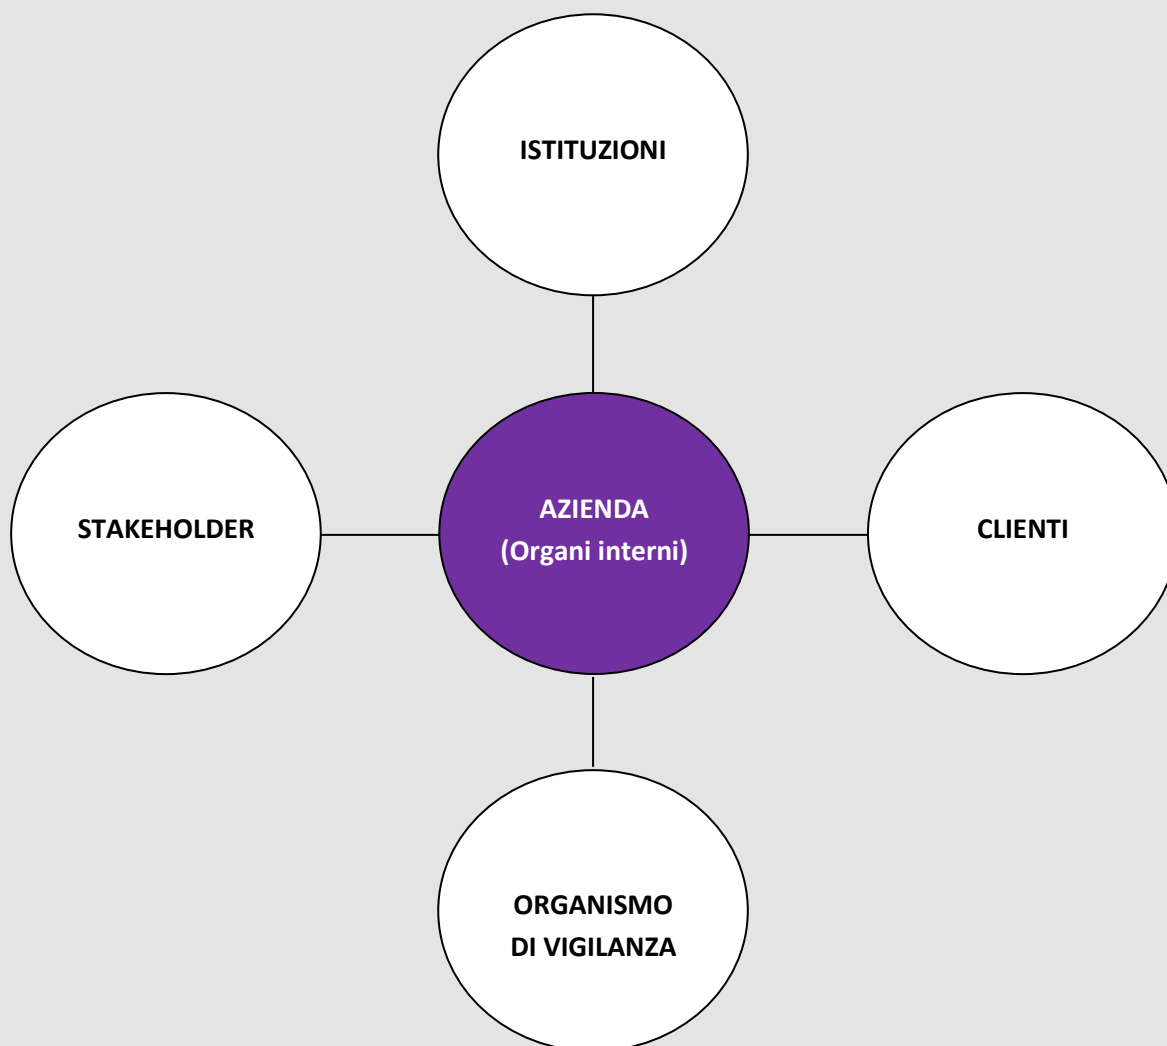 ISTITUZIONI
STAKEHOLDER
AZIENDA
(Organi interni)
CLIENTI
ORGANISMO
DI VIGILANZA